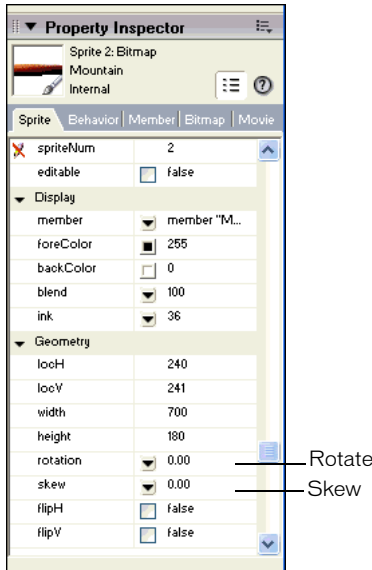 Property Inspector
Sprite 2: Bitmap
Mountain
Internal
Sprite Behavior Member Bitmap Movie
spriteNum 2
editable false
Display
member member "M...
foreColor 255
backColor 0
blend 100
ink 36
Geometry
locH 240
locV 241
width 700
height 180
rotation 0.00 Rotate
skew 0.00 Skew
flipH false
flipV false